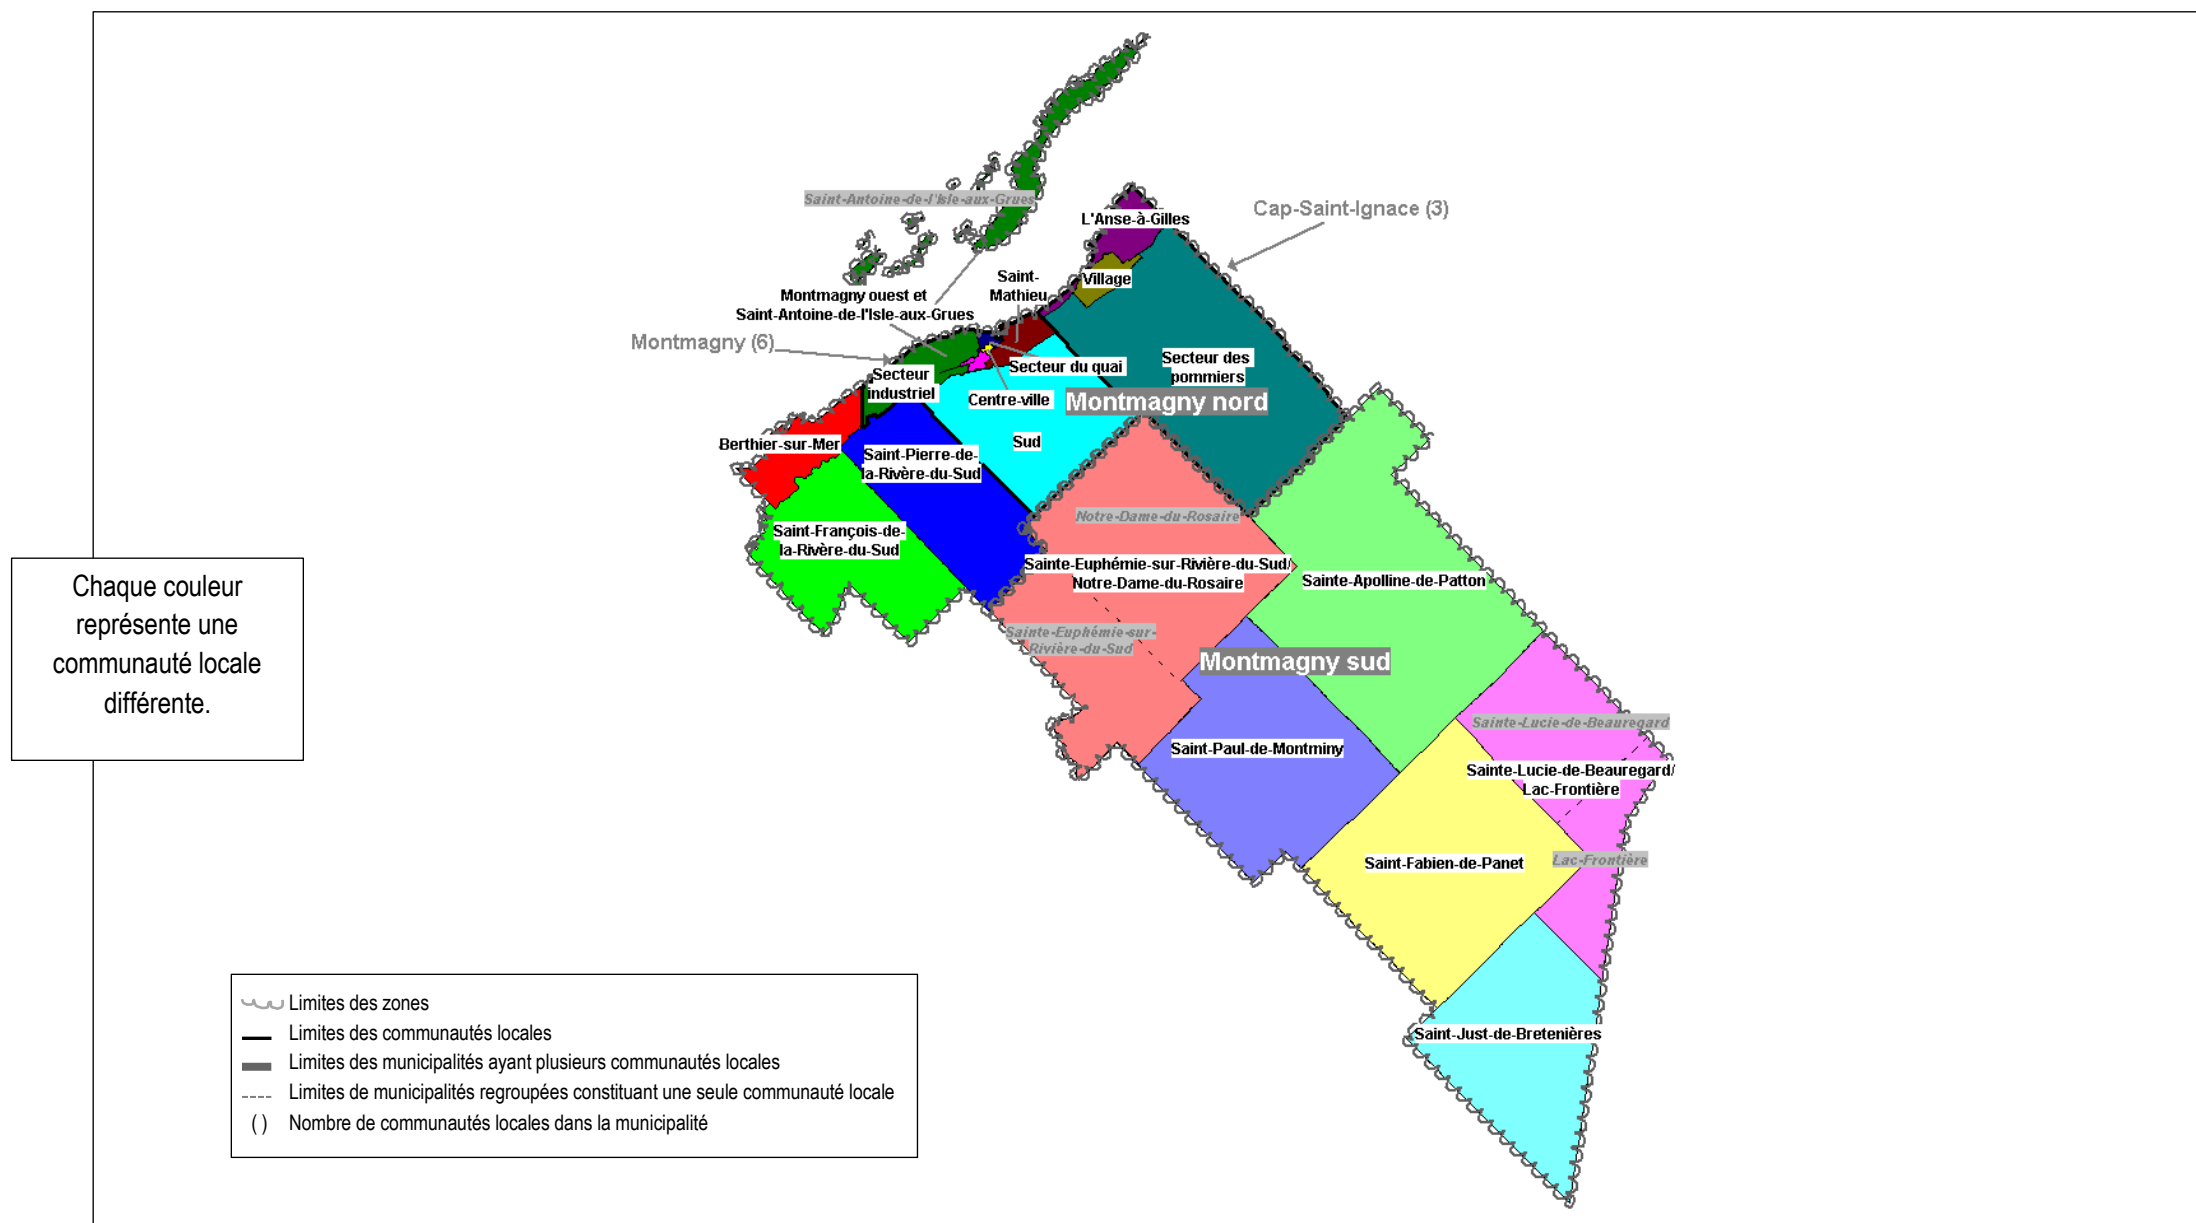 Saint-Antoine-de-l'Isle-aux-Grues
L'Anse-à-Gilles
Cap-Saint-Ignace (3)
Saint-
Mathieu
Village
Montmagny ouest et
Saint-Antoine-de-l'Isle-aux-Grues
Montmagny (6)
Secteur
industriel
Secteur du quai
Secteur des
pommiers
Centre-ville
Montmagny nord
Berthier-sur-Mer
Sud
Saint-Pierre-de-
la-Rivère-du-Sud
Saint-François-de-
la-Rivère-du-Sud
Notre-Dame-du-Rosaire
Sainte-Euphémie-sur-Rivière-du-Sud/
Notre-Dame-du-Rosaire
Sainte-Apolline-de-Patton
Sainte-Euphémie-sur-
Rivière-du-Sud
Montmagny sud
Sainte-Lucie-de-Beauregard
Saint-Paul-de-Montminy
Sainte-Lucie-de-Beauregard/
Lac-Frontière
Saint-Fabien-de-Panet
Lac-Frontière
Saint-Just-de-Bretenières
Chaque couleur
représente une
communauté locale
différente.
Limites des zones
Limites des communautés locales
Limites des municipalités ayant plusieurs communautés locales
Limites de municipalités regroupées constituant une seule communauté locale
( ) Nombre de communautés locales dans la municipalité